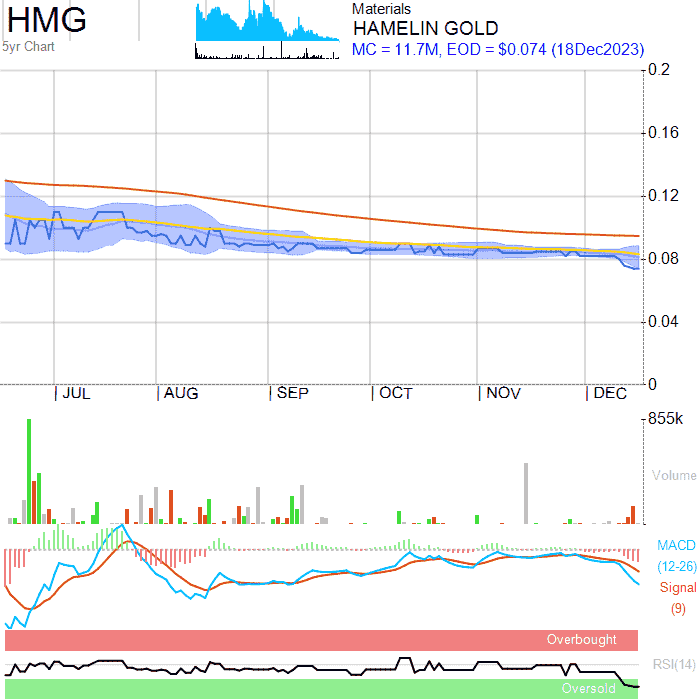 HMG
5yr Chart
Materials
HAMELIN GOLD
MC = 11.7M, EOD = $0.074 (18Dec2023)
0.2
0.16
0.12
0.08
0.04
0
JUL AUG SEP OCT NOV DEC
855k
Volume
MACD
(12-26)
Signal
(9)
Overbought
RSI(14)
Oversold